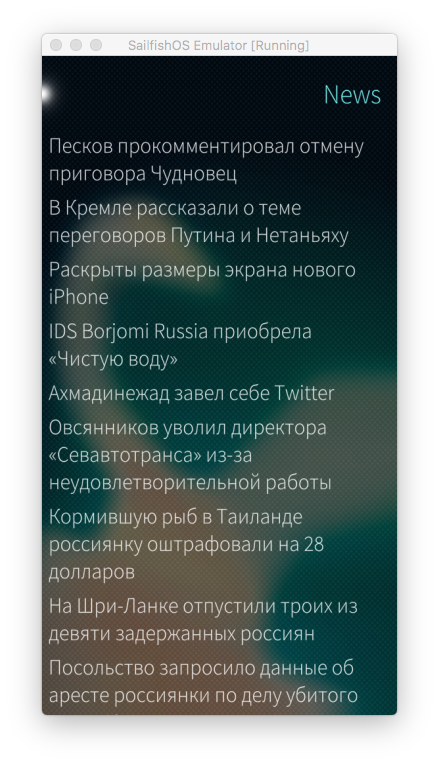 SailfishOS Emulator [Running]
News
Песков прокомментировал отмену
приговора Чудновец
В Кремле рассказали о теме
переговоров Путина и Нетаньяху
Раскрыты размеры экрана нового
iPhone
IDS Borjomi Russia приобрела
«Чистую воду»
Ахмадинежад завел себе Twitter
Овсянников уволил директора
«Севавтотранса» из-за
неудовлетворительной работы
Кормившую рыб в Таиланде
россиянку оштрафовали на 28
долларов
На Шри-Ланке отпустили троих из
девяти задержанных россиян
Посольство запросило данные об
аресте россиянки по делу убитого